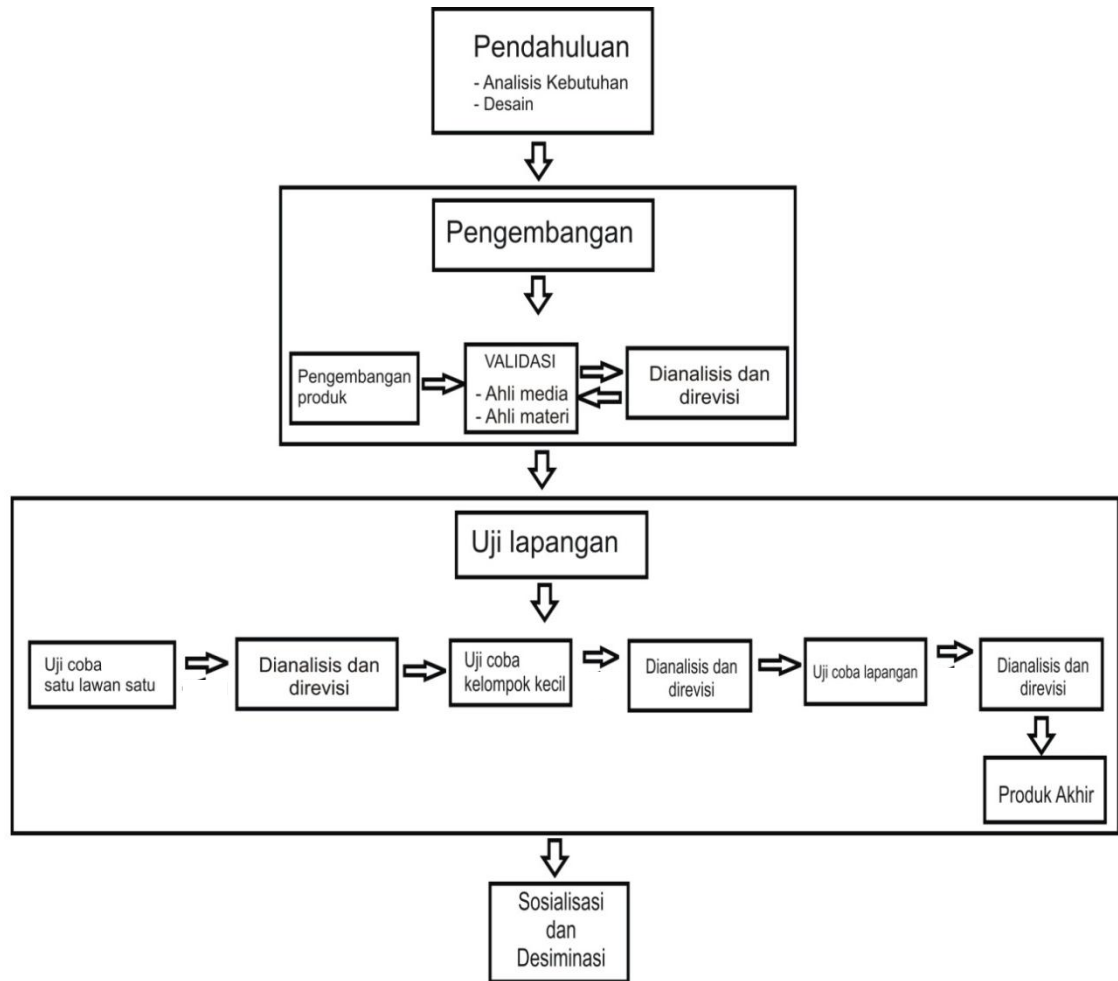 Pendahuluan
- Analisis Kebutuhan
- Desain
Pengembangan
Pengembangan
produk
VALIDASI
- Ahli media
- Ahli materi
Dianalisis dan
direvisi
Uji lapangan
Uji coba
satu lawan satu
Dianalisis dan
direvisi
Uji coba
kelompok kecil
Dianalisis dan
direvisi
Uji coba lapangan
Dianalisis dan
direvisi
Produk Akhir
Sosialisasi
dan
Desiminasi